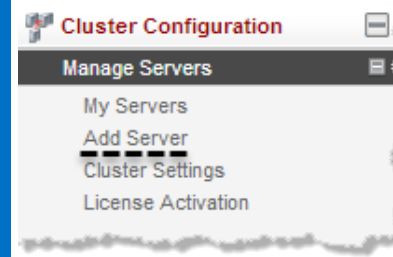 Cluster Configuration
Manage Servers
My Servers
Add Server
Cluster Settings
License Activation